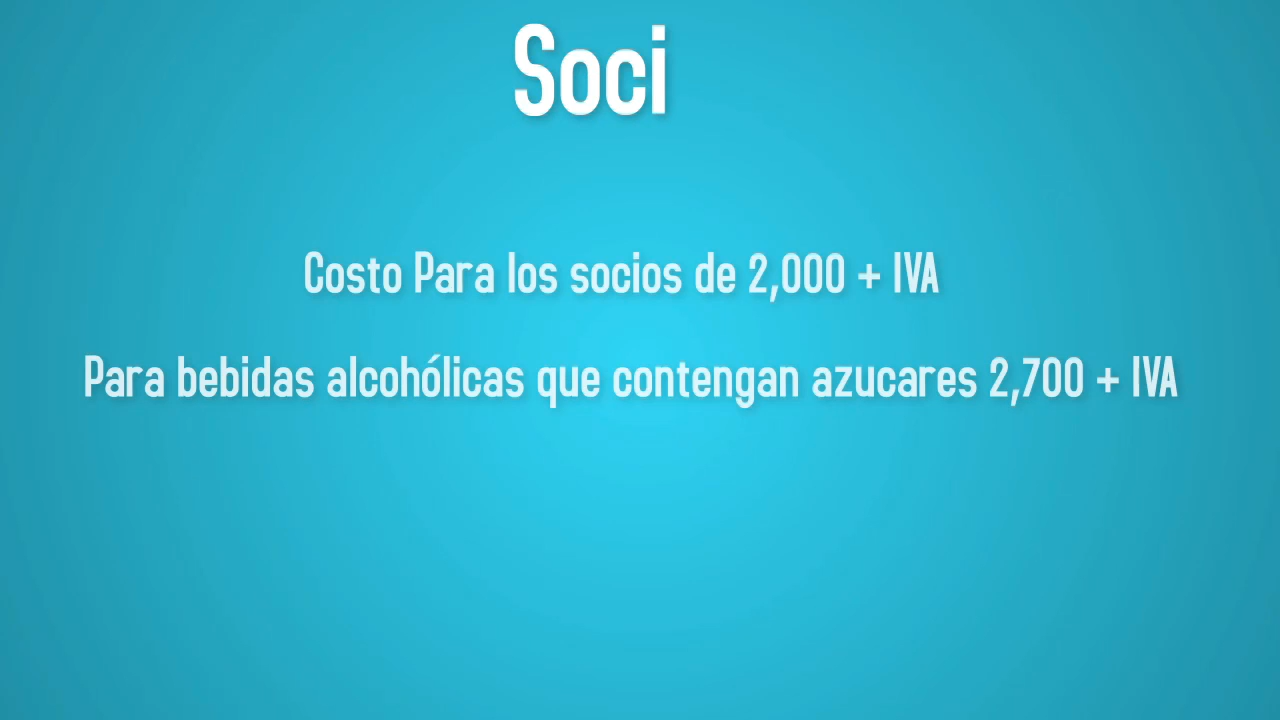 Soci
Costo Para los socios de 2,000 + IVA
Para bebidas alcohólicas que contengan azucares 2,700 + IVA